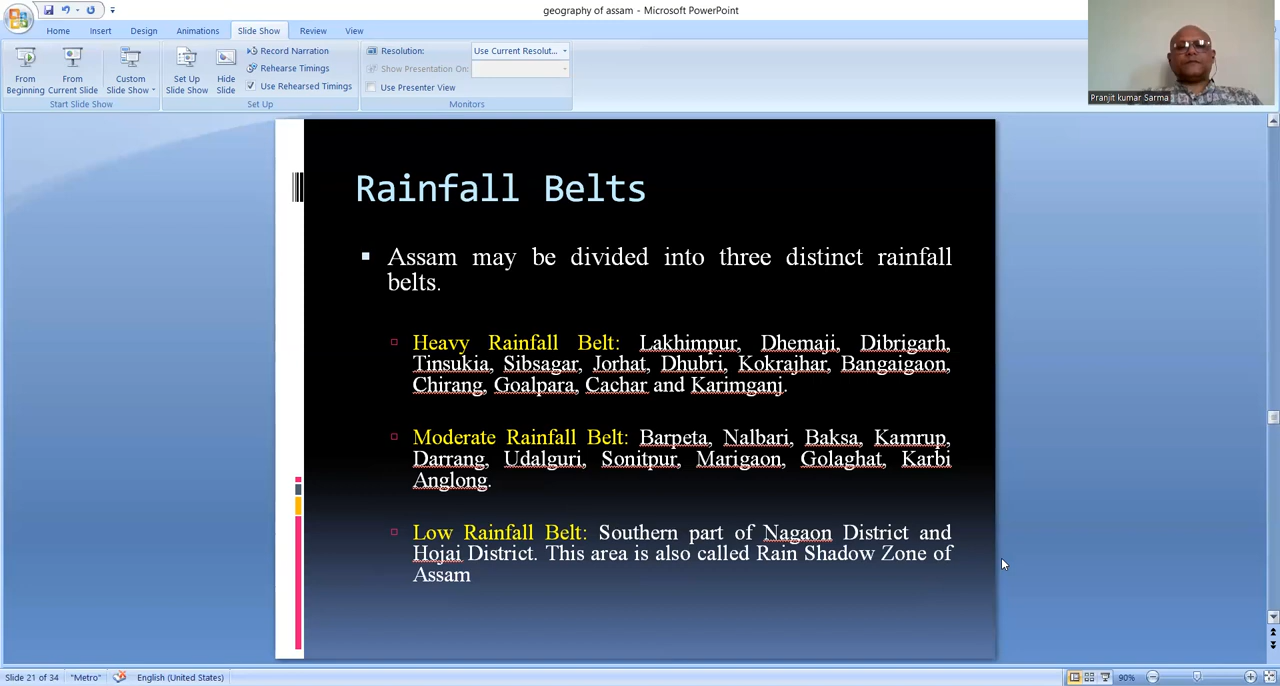 geography of assam - Microsoft PowerPoint
Home Insert Design Animations Slide Show Review View
From Beginning
From Current Slide
Custom Slide Show
Start Slide Show
Set Up Slide Show
Hide Slide
Record Narration
Rehearse Timings
Use Rehearsed Timings
Set Up
Resolution: Use Current Resolut...
Show Presentation On:
Use Presenter View
Monitors
Pranjit kumar Sarma
Rainfall Belts
Assam may be divided into three distinct rainfall
belts.
Heavy Rainfall Belt: Lakhimpur, Dhemaji, Dibrigarh,
Tinsukia, Sibsagar, Jorhat, Dhubri, Kokrajhar, Bangaigaon,
Chirang, Goalpara, Cachar and Karimganj.
Moderate Rainfall Belt: Barpeta, Nalbari, Baksa, Kamrup,
Darrang, Udalguri, Sonitpur, Marigaon, Golaghat, Karbi
Anglong.
Low Rainfall Belt: Southern part of Nagaon District and
Hojai District. This area is also called Rain Shadow Zone of
Assam
Slide 21 of 34 "Metro" English (United States) 90%